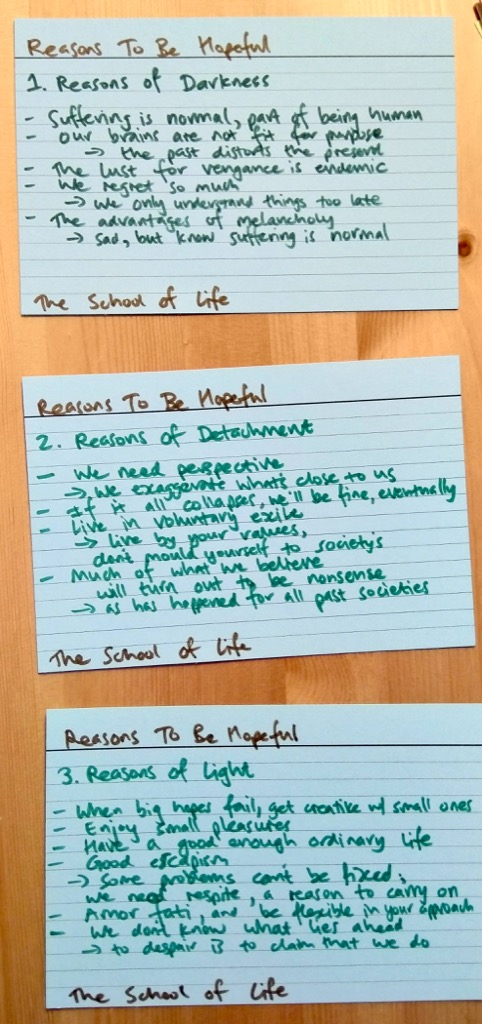 Reasons To Be Hopeful
1. Reasons of Darkness
- Suffering is normal, part of being human
- Our brains are not fit for purpose
→ the past distorts the present
- The lust for vengance is endemic
- We regret so much
→ we only understand things too late
- The advantages of melancholy
→ sad, but know suffering is normal
The School of Life
Reasons To Be Hopeful
2. Reasons of Detachment
- We need perspective
→ we exaggerate what's close to us
- If it all collapses, we'll be fine, eventually
- Live in voluntary exile
→ live by your values,
don't mould yourself to society's
- Much of what we believe
will turn out to be nonsense
→ as has happened for all past societies
The School of Life
Reasons To Be Hopeful
3. Reasons of Light
- When big hopes fail, get creative w/ small ones
- Enjoy small pleasures
- Have a good enough ordinary life
- Good escapism
→ Some problems can't be fixed;
we need respite, a reason to carry on
- Amor fati, and be flexible in your approach
- We don't know what lies ahead
→ to despair is to claim that we do
The School of Life